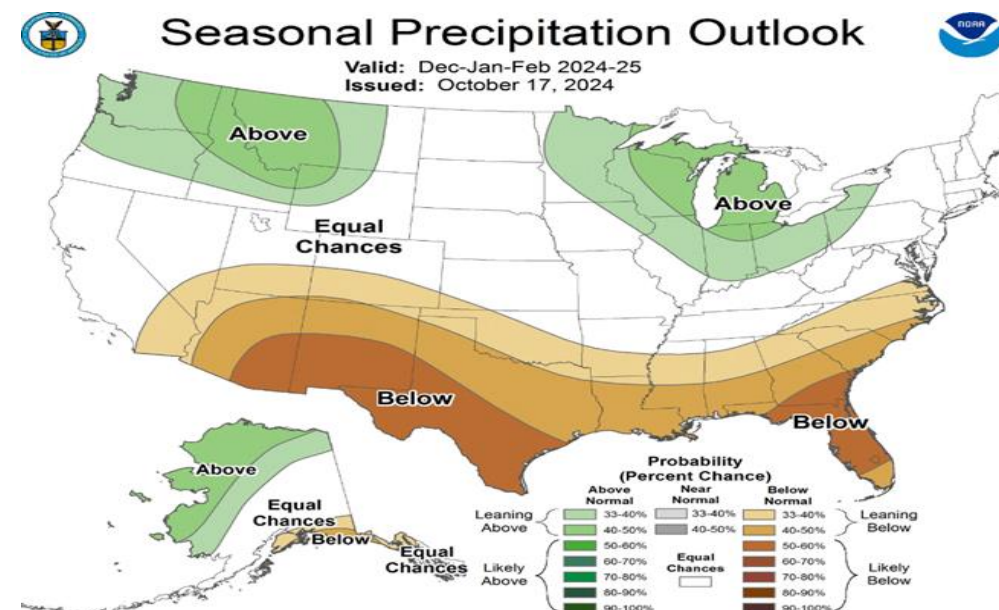 Seasonal Precipitation Outlook
NOAA
Valid: Dec-Jan-Feb 2024-25
Issued: October 17, 2024
Above
Above
Equal
Chances
Below
Below
Above
Equal
Chances
Below
Equal
Chances
Probability
(Percent Chance)
Above
Normal
Near
Normal
Below
Normal
Leaning
Above
33-40%
33-40%
33-40%
Leaning
Below
40-50%
40-50%
40-50%
Likely
Above
50-60%
60-70%
70-80%
80-90%
90-100%
Equal
Chances
50-60%
60-70%
70-80%
80-90%
90-100%
Likely
Below